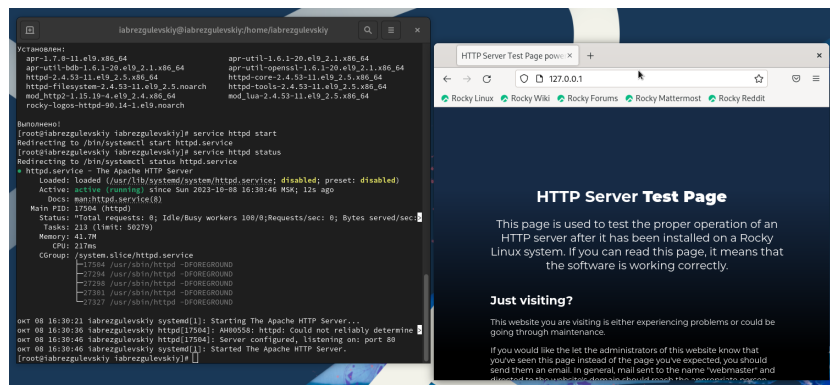 iabrezgulevskiy@iabrezgulevskiy:/home/iabrezgulevskiy
Установлен:
apr-1.7.0-11.el9.x86_64 apr-util-1.6.1-20.el9_2.1.x86_64
apr-util-bdb-1.6.1-20.el9_2.1.x86_64 apr-util-openssl-1.6.1-20.el9_2.1.x86_64
httpd-2.4.53-11.el9_2.5.x86_64 httpd-core-2.4.53-11.el9_2.5.x86_64
httpd-filesystem-2.4.53-11.el9_2.5.noarch httpd-tools-2.4.53-11.el9_2.5.x86_64
mod_http2-1.15.19-4.el9_2.4.x86_64 mod_lua-2.4.53-11.el9_2.5.x86_64
rocky-logos-httpd-90.14-1.el9.noarch
Выполнено!
[root@iabrezgulevskiy iabrezgulevskiy]# service httpd start
Redirecting to /bin/systemctl start httpd.service
[root@iabrezgulevskiy iabrezgulevskiy]# service httpd status
Redirecting to /bin/systemctl status httpd.service
● httpd.service - The Apache HTTP Server
Loaded: loaded (/usr/lib/systemd/system/httpd.service; disabled; preset: disabled)
Active: active (running) since Sun 2023-10-08 16:30:46 MSK; 12s ago
Docs: man:httpd.service(8)
Main PID: 17504 (httpd)
Status: "Total requests: 0; Idle/Busy workers 100/0;Requests/sec: 0; Bytes served/sec:>
Tasks: 213 (limit: 50279)
Memory: 41.7M
CPU: 217ms
CGroup: /system.slice/httpd.service
├─17504 /usr/sbin/httpd -DFOREGROUND
├─27294 /usr/sbin/httpd -DFOREGROUND
├─27298 /usr/sbin/httpd -DFOREGROUND
├─27301 /usr/sbin/httpd -DFOREGROUND
└─27327 /usr/sbin/httpd -DFOREGROUND
окт 08 16:30:21 iabrezgulevskiy systemd[1]: Starting The Apache HTTP Server...
окт 08 16:30:36 iabrezgulevskiy httpd[17504]: AH00558: httpd: Could not reliably determine >
окт 08 16:30:46 iabrezgulevskiy httpd[17504]: Server configured, listening on: port 80
окт 08 16:30:46 iabrezgulevskiy systemd[1]: Started The Apache HTTP Server.
[root@iabrezgulevskiy iabrezgulevskiy]#
HTTP Server Test Page powe
127.0.0.1
Rocky Linux Rocky Wiki Rocky Forums Rocky Mattermost Rocky Reddit
HTTP Server Test Page
This page is used to test the proper operation of an
HTTP server after it has been installed on a Rocky
Linux system. If you can read this page, it means that
the software is working correctly.
Just visiting?
This website you are visiting is either experiencing problems or could be
going through maintenance.
If you would like the let the administrators of this website know that
you've seen this page instead of the page you've expected, you should
send them an email. In general, mail sent to the name "webmaster" and
directed to the website's domain should reach the appropriate person.